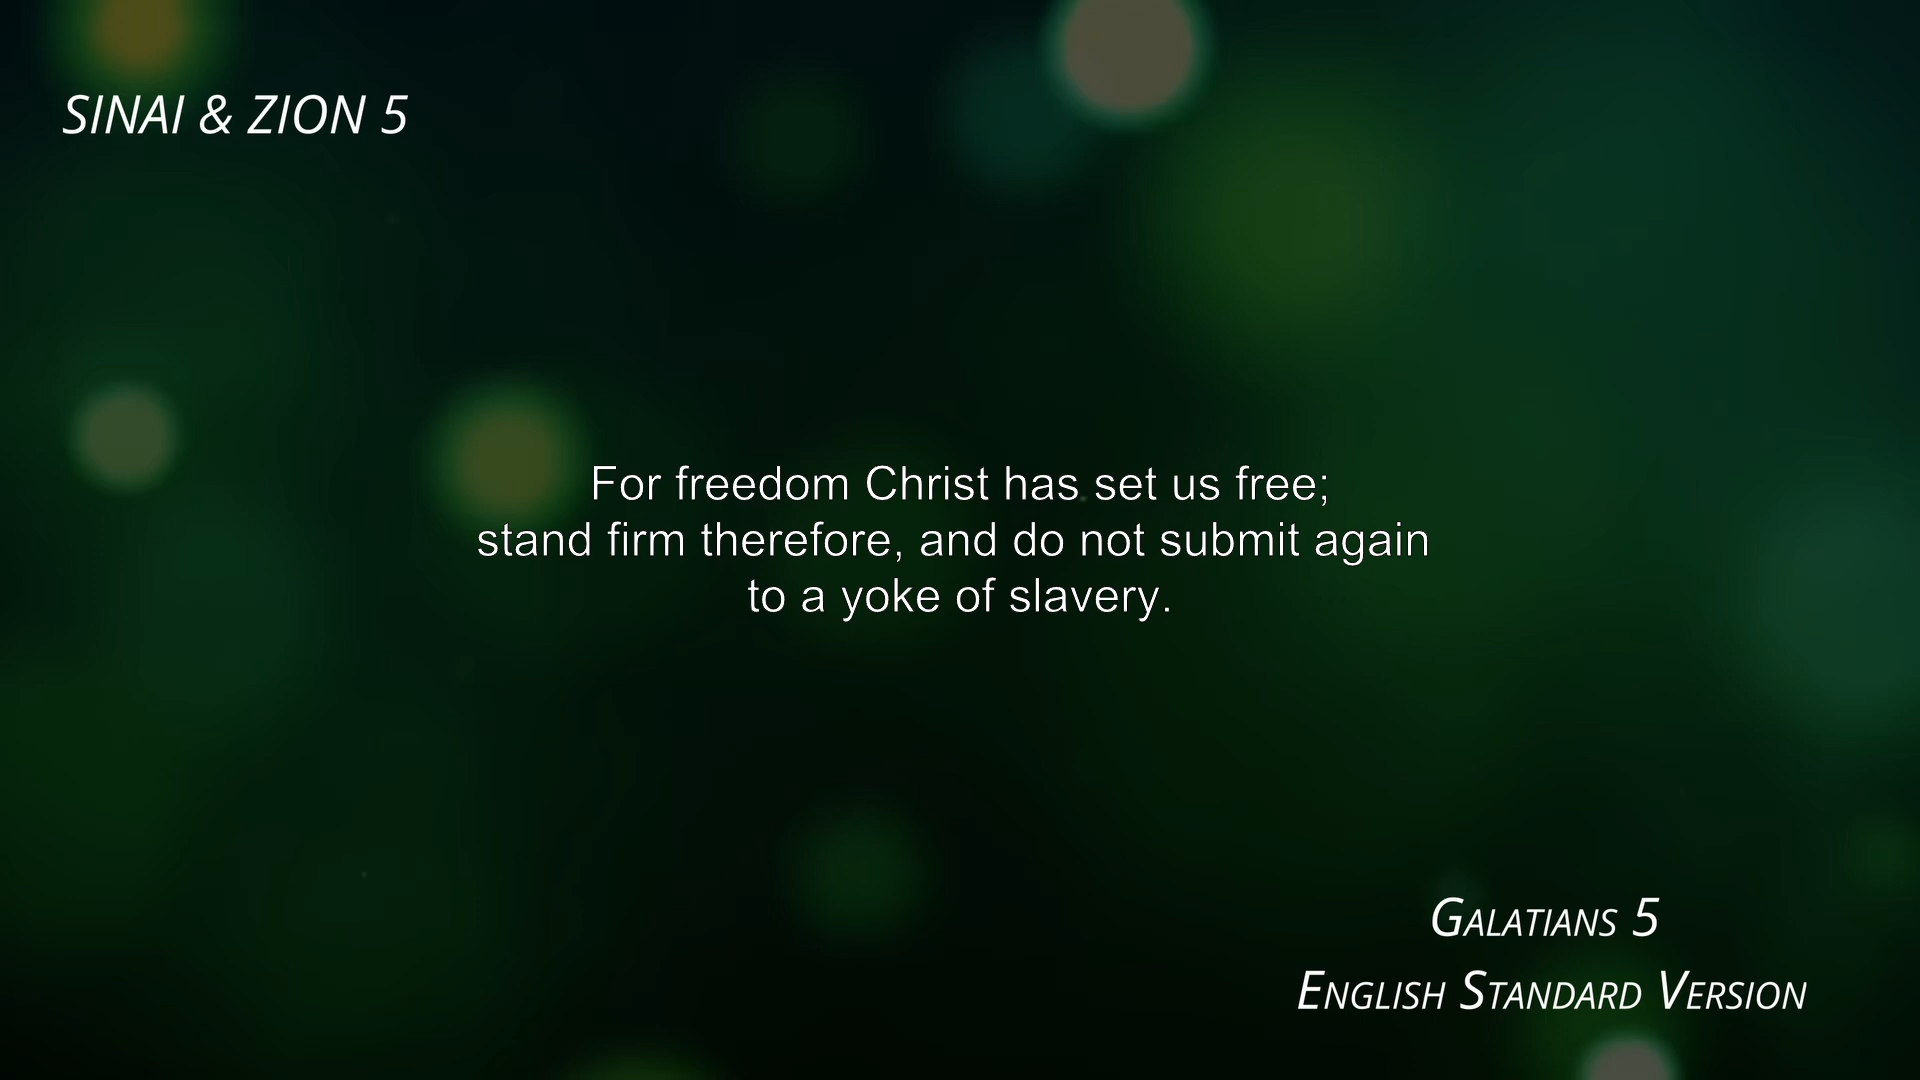 SINAI & ZION 5
For freedom Christ has set us free;
stand firm therefore, and do not submit again
to a yoke of slavery.
GALATIANS 5
ENGLISH STANDARD VERSION